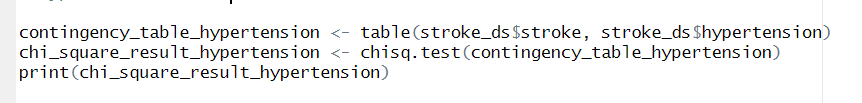 contingency_table_hypertension <- table(stroke_ds$stroke, stroke_ds$hypertension)
chi_square_result_hypertension <- chisq.test(contingency_table_hypertension)
print(chi_square_result_hypertension)